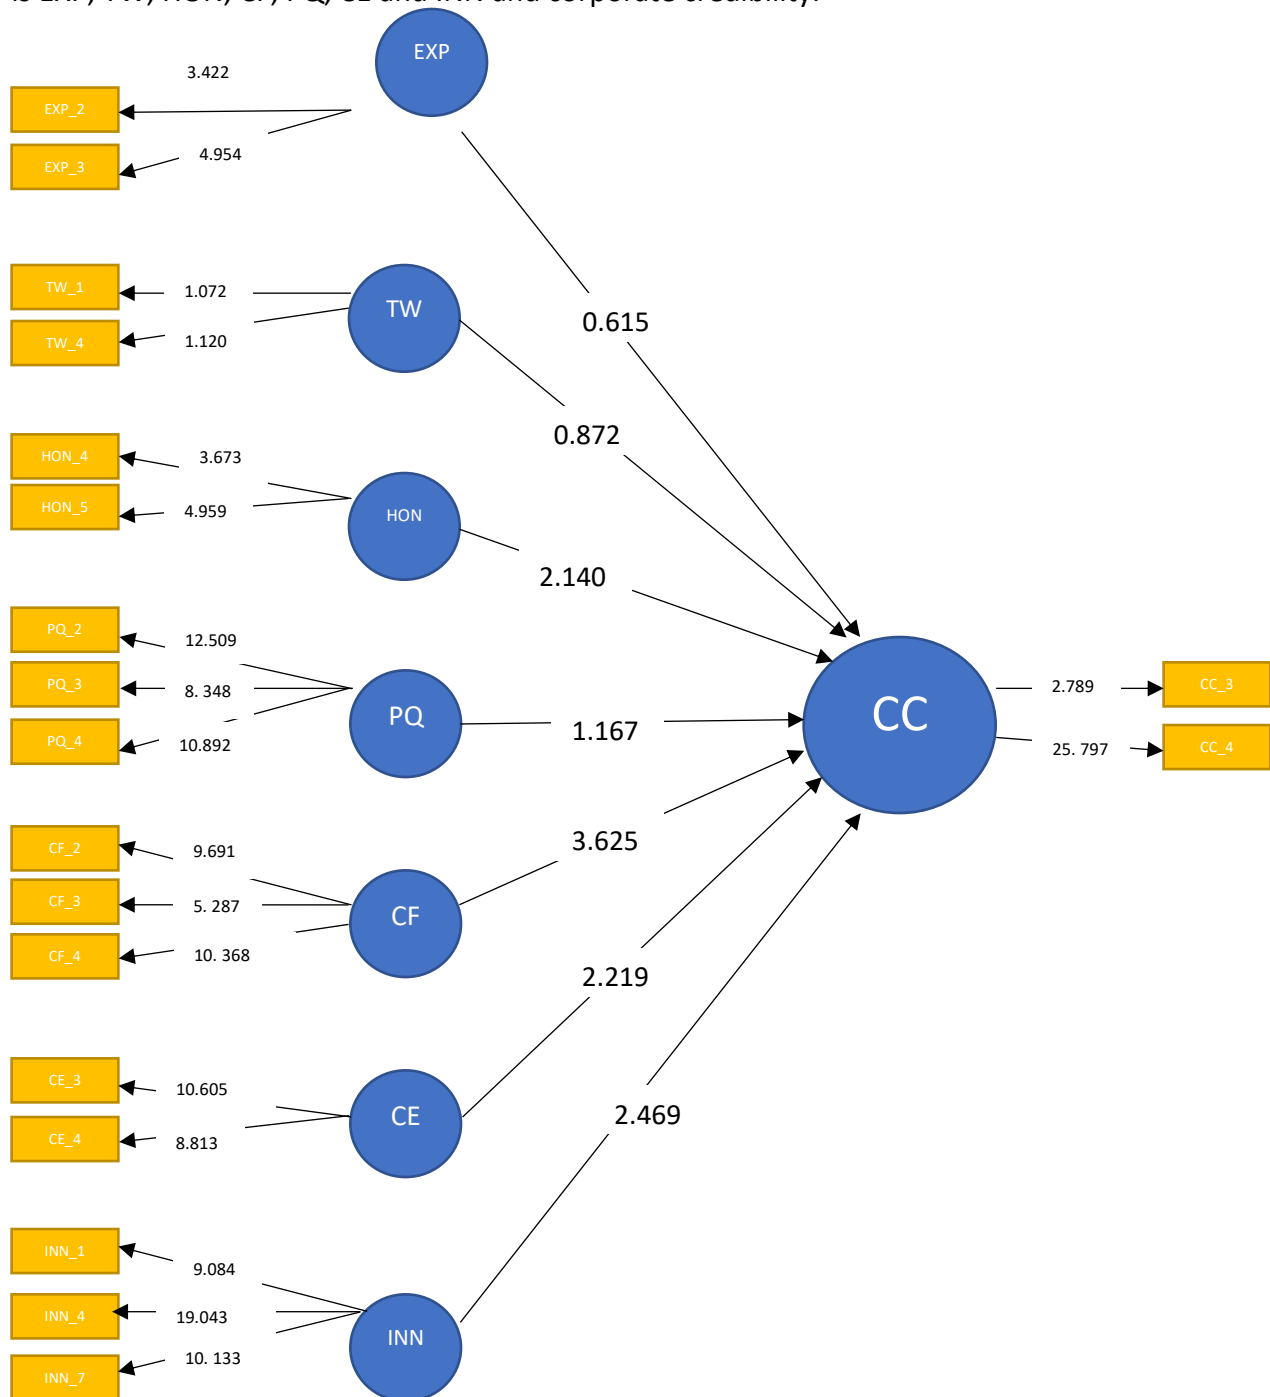 EXP
3.422
EXP_2
EXP_3
4.954
TW_1
1.072
TW
TW_4
1.120
0.615
0.872
HON_4
3.673
HON_5
4.959
HON
2.140
PQ_2
12.509
PQ_3
8. 348
PQ_4
10.892
PQ
1.167
CC
2.789
CC_3
25. 797
CC_4
CF_2
9.691
CF_3
5. 287
CF_4
10. 368
CF
3.625
2.219
CE_3
10.605
CE_4
8.813
CE
2.469
INN_1
9.084
INN_4
19.043
INN_7
10. 133
INN